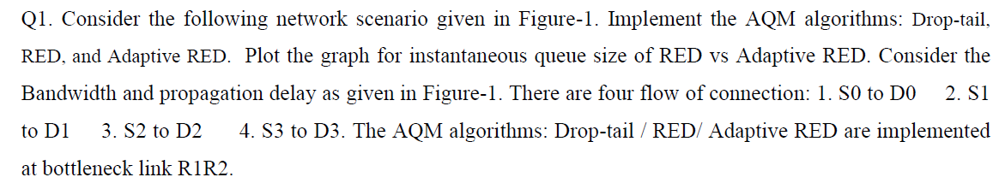 Q1. Consider the following network scenario given in Figure-1. Implement the AQM algorithms: Drop-tail,
RED, and Adaptive RED. Plot the graph for instantaneous queue size of RED vs Adaptive RED. Consider the
Bandwidth and propagation delay as given in Figure-1. There are four flow of connection: 1. S0 to D0 2. S1
to D1 3. S2 to D2 4. S3 to D3. The AQM algorithms: Drop-tail / RED/ Adaptive RED are implemented
at bottleneck link R1R2.